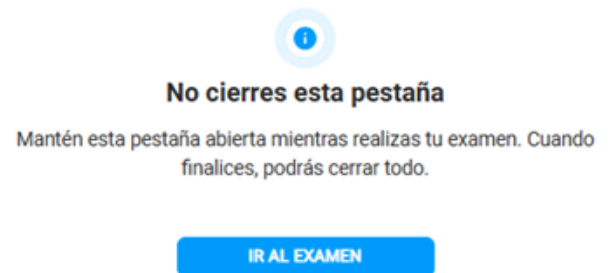 No cierres esta pestaña
Mantén esta pestaña abierta mientras realizas tu examen. Cuando
finalices, podrás cerrar todo.
IR AL EXAMEN